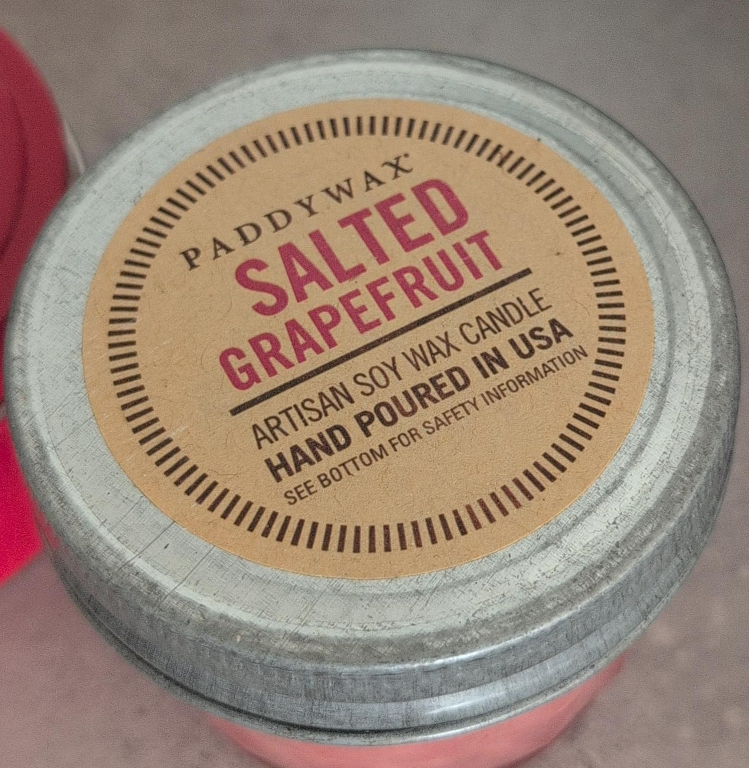 PADDYWAX®
SALTED
GRAPEFRUIT
ARTISAN SOY WAX CANDLE
HAND POURED IN USA
SEE BOTTOM FOR SAFETY INFORMATION